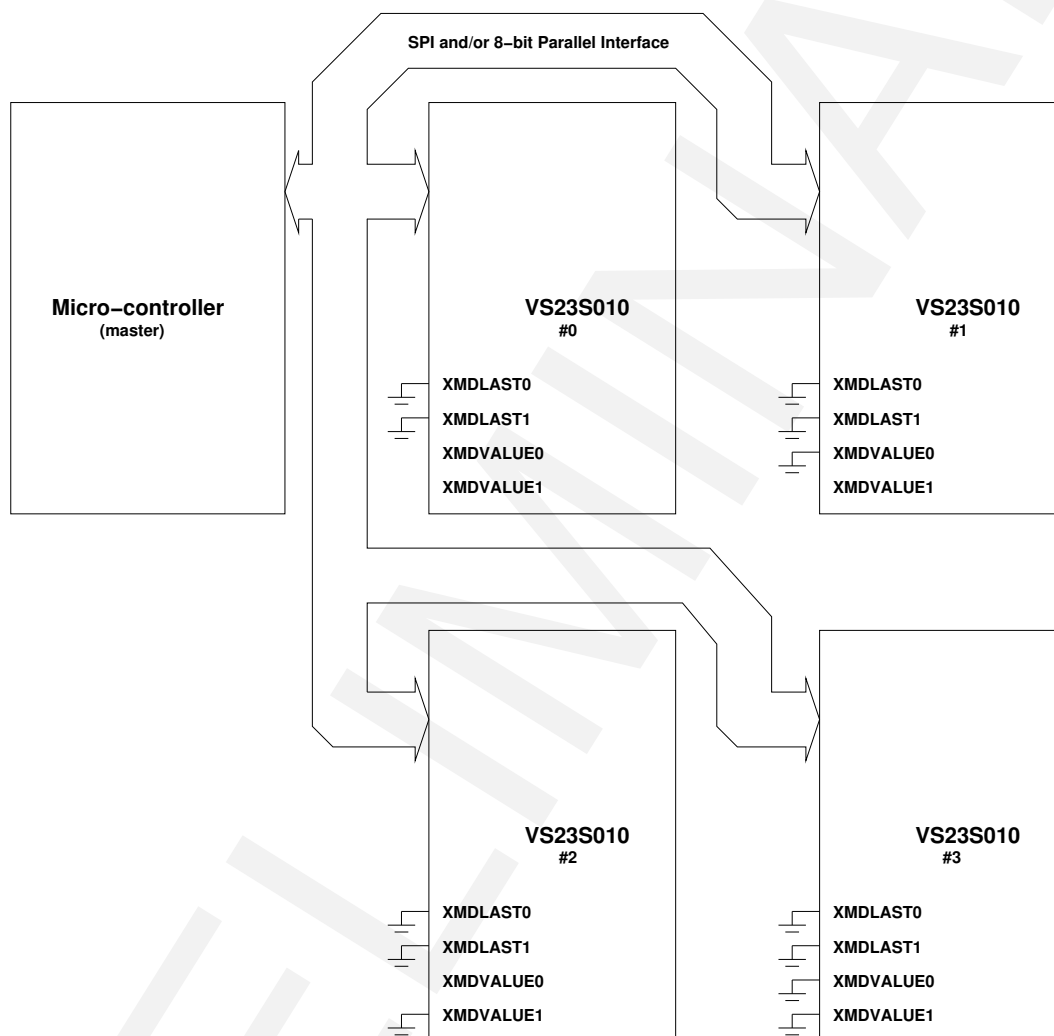 SPI and/or 8−bit Parallel Interface
Micro−controller
(master)
VS23S010
#0
XMDLAST0
XMDLAST1
XMDVALUE0
XMDVALUE1
VS23S010
#1
XMDLAST0
XMDLAST1
XMDVALUE0
XMDVALUE1
VS23S010
#2
XMDLAST0
XMDLAST1
XMDVALUE0
XMDVALUE1
VS23S010
#3
XMDLAST0
XMDLAST1
XMDVALUE0
XMDVALUE1